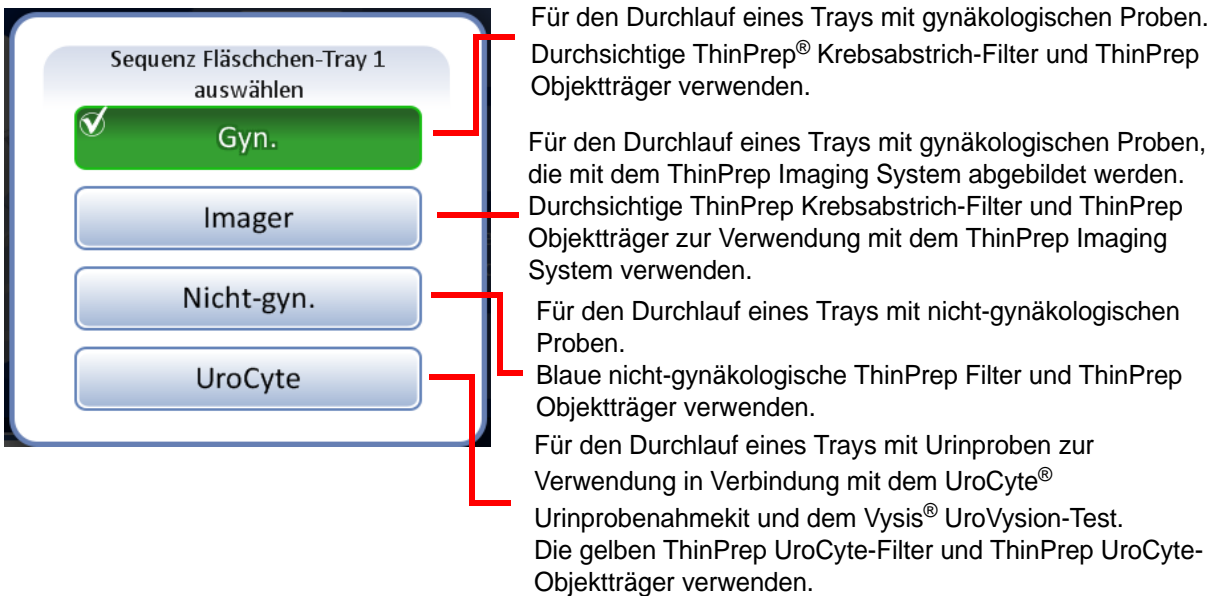 Sequenz Fläschchen-Tray 1
auswählen
Gyn.
Imager
Nicht-gyn.
UroCyte
Für den Durchlauf eines Trays mit gynäkologischen Proben.
Durchsichtige ThinPrep® Krebsabstrich-Filter und ThinPrep
Objektträger verwenden.
Für den Durchlauf eines Trays mit gynäkologischen Proben,
die mit dem ThinPrep Imaging System abgebildet werden.
Durchsichtige ThinPrep Krebsabstrich-Filter und ThinPrep
Objektträger zur Verwendung mit dem ThinPrep Imaging
System verwenden.
Für den Durchlauf eines Trays mit nicht-gynäkologischen
Proben.
Blaue nicht-gynäkologische ThinPrep Filter und ThinPrep
Objektträger verwenden.
Für den Durchlauf eines Trays mit Urinproben zur
Verwendung in Verbindung mit dem UroCyte®
Urinprobenahmekit und dem Vysis® UroVysion-Test.
Die gelben ThinPrep UroCyte-Filter und ThinPrep UroCyte-
Objektträger verwenden.